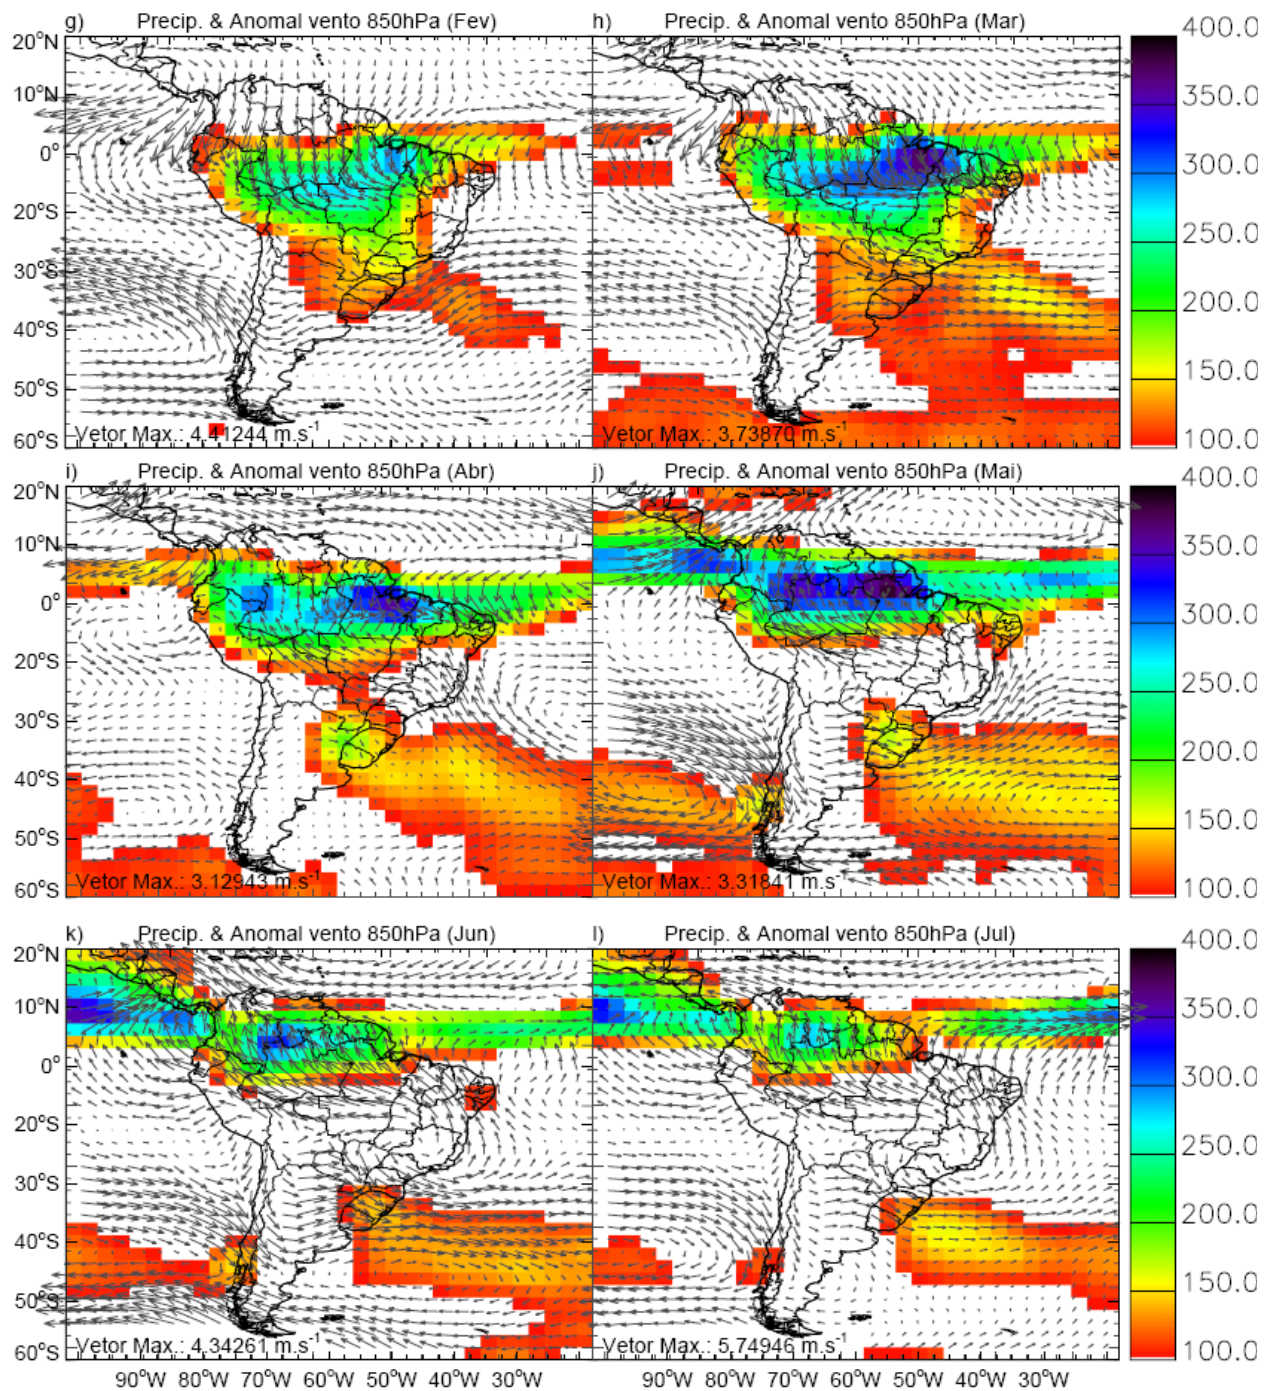 g) Precip. & Anomal vento 850hPa (Fev)
h) Precip. & Anomal vento 850hPa (Mar)
20°N
10°N
0°
20°S
30°S
40°S
50°S
60°S
Vetor Max.: 4.41244 m.s-1
Vetor Max.: 3.73870 m.s-1
400.0
350.0
300.0
250.0
200.0
150.0
100.0
i) Precip. & Anomal vento 850hPa (Abr)
j) Precip. & Anomal vento 850hPa (Mai)
20°N
10°N
0°
20°S
30°S
40°S
50°S
60°S
Vetor Max.: 3.12943 m.s-1
Vetor Max.: 3.31841 m.s-1
400.0
350.0
300.0
250.0
200.0
150.0
100.0
k) Precip. & Anomal vento 850hPa (Jun)
l) Precip. & Anomal vento 850hPa (Jul)
20°N
10°N
0°
20°S
30°S
40°S
50°S
60°S
Vetor Max.: 4.34261 m.s-1
Vetor Max.: 5.74946 m.s-1
400.0
350.0
300.0
250.0
200.0
150.0
100.0
90°W 80°W 70°W 60°W 50°W 40°W 30°W
90°W 80°W 70°W 60°W 50°W 40°W 30°W